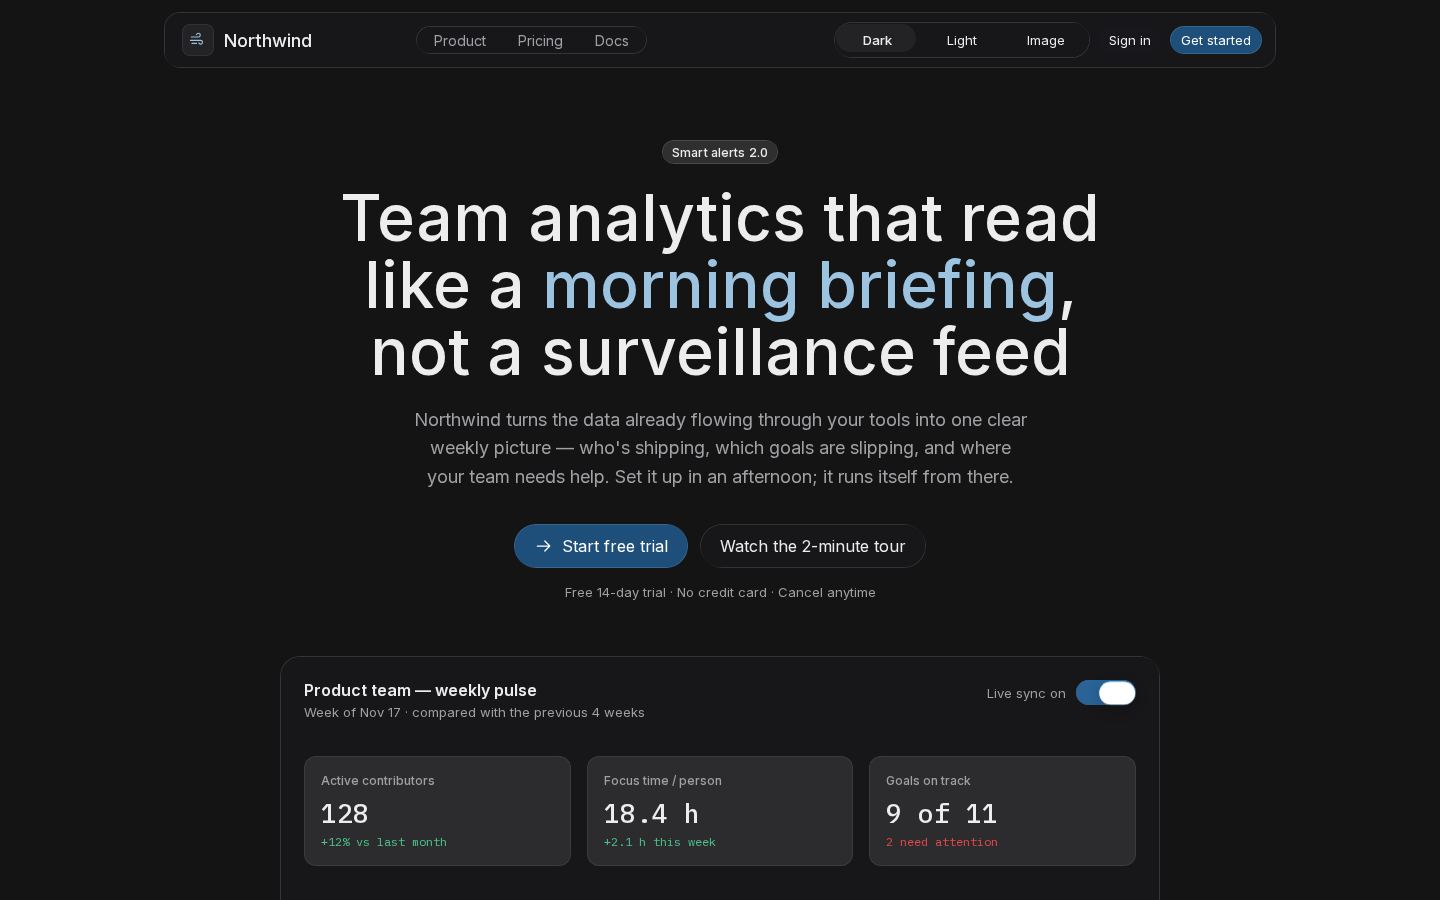 Northwind
Product Pricing Docs
Dark Light Image
Sign in
Get started
Smart alerts 2.0
Team analytics that read
like a morning briefing,
not a surveillance feed
Northwind turns the data already flowing through your tools into one clear
weekly picture — who's shipping, which goals are slipping, and where
your team needs help. Set it up in an afternoon; it runs itself from there.
Start free trial
Watch the 2-minute tour
Free 14-day trial · No credit card · Cancel anytime
Product team — weekly pulse
Week of Nov 17 · compared with the previous 4 weeks
Live sync on
Active contributors
128
+12% vs last month
Focus time / person
18.4 h
+2.1 h this week
Goals on track
9 of 11
2 need attention